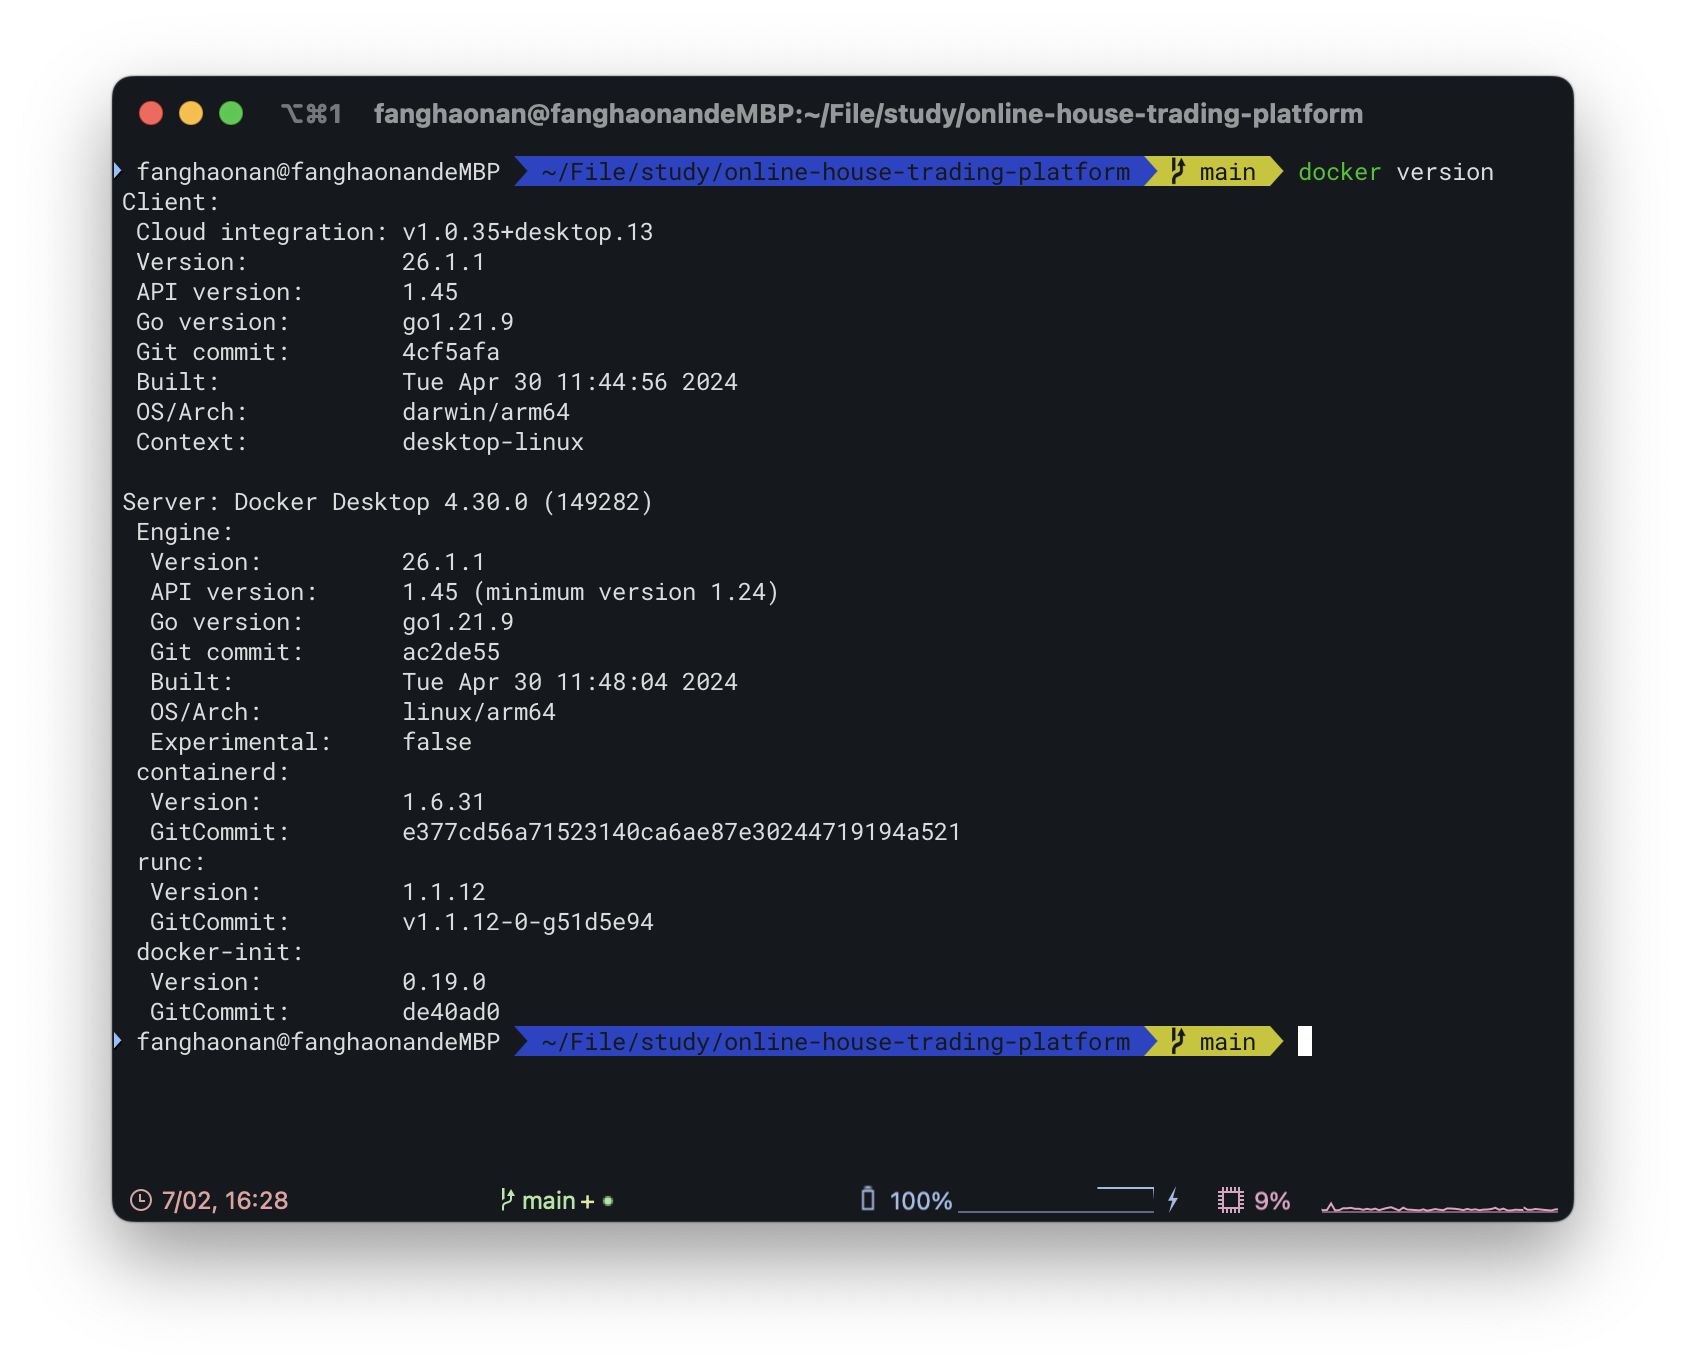 ⌥⌘1 fanghaonan@fanghaonandeMBP:~/File/study/online-house-trading-platform
fanghaonan@fanghaonandeMBP ~/File/study/online-house-trading-platform main docker version
Client:
 Cloud integration: v1.0.35+desktop.13
 Version:           26.1.1
 API version:       1.45
 Go version:        go1.21.9
 Git commit:        4cf5afa
 Built:             Tue Apr 30 11:44:56 2024
 OS/Arch:           darwin/arm64
 Context:           desktop-linux

Server: Docker Desktop 4.30.0 (149282)
 Engine:
  Version:          26.1.1
  API version:      1.45 (minimum version 1.24)
  Go version:       go1.21.9
  Git commit:       ac2de55
  Built:            Tue Apr 30 11:48:04 2024
  OS/Arch:          linux/arm64
  Experimental:     false
 containerd:
  Version:          1.6.31
  GitCommit:        e377cd56a71523140ca6ae87e30244719194a521
 runc:
  Version:          1.1.12
  GitCommit:        v1.1.12-0-g51d5e94
 docker-init:
  Version:          0.19.0
  GitCommit:        de40ad0
fanghaonan@fanghaonandeMBP ~/File/study/online-house-trading-platform main
7/02, 16:28 main+ 100% 9%